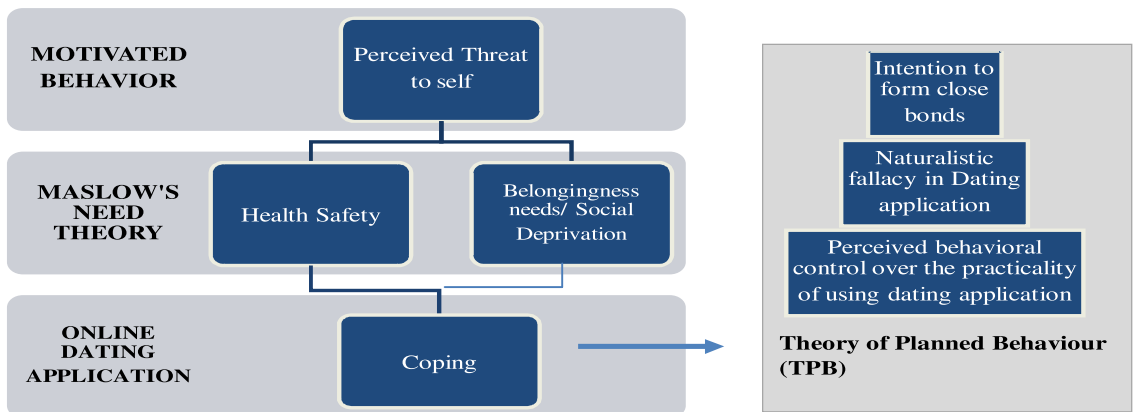 MOTIVATED
BEHAVIOR
Perceived Threat
to self
MASLOW'S
NEED
THEORY
Health Safety
Belongingness
needs/ Social
Deprivation
ONLINE
DATING
APPLICATION
Coping
Intention to
form close
bonds
Naturalistic
fallacy in Dating
application
Perceived behavioral
control over the practicality
of using dating application
Theory of Planned Behaviour
(TPB)